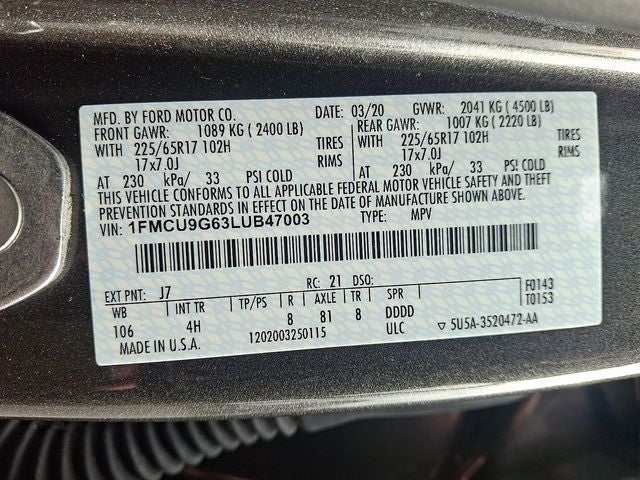 MFD. BY FORD MOTOR CO. DATE: 03/20 GVWR: 2041 KG ( 4500 LB)
FRONT GAWR: 1089 KG ( 2400 LB) REAR GAWR: 1007 KG ( 2220 LB)
WITH 225/65R17 102H TIRES WITH 225/65R17 102H TIRES
17x7.0J RIMS 17x7.0J RIMS
AT 230 kPa/ 33 PSI COLD AT 230 kPa/ 33 PSI COLD
THIS VEHICLE CONFORMS TO ALL APPLICABLE FEDERAL MOTOR VEHICLE SAFETY AND THEFT
PREVENTION STANDARDS IN EFFECT ON THE DATE OF MANUFACTURE SHOWN ABOVE.
VIN: 1FMCU9G63LUB47003 TYPE: MPV
EXT PNT: J7 RC: 21 DSO: F0143
WB INT TR TP/PS R AXLE TR SPR T0153
106 4H 8 81 8 DDDD
MADE IN U.S.A. 1202003250115 ULC ▽ 5U5A-3520472-AA